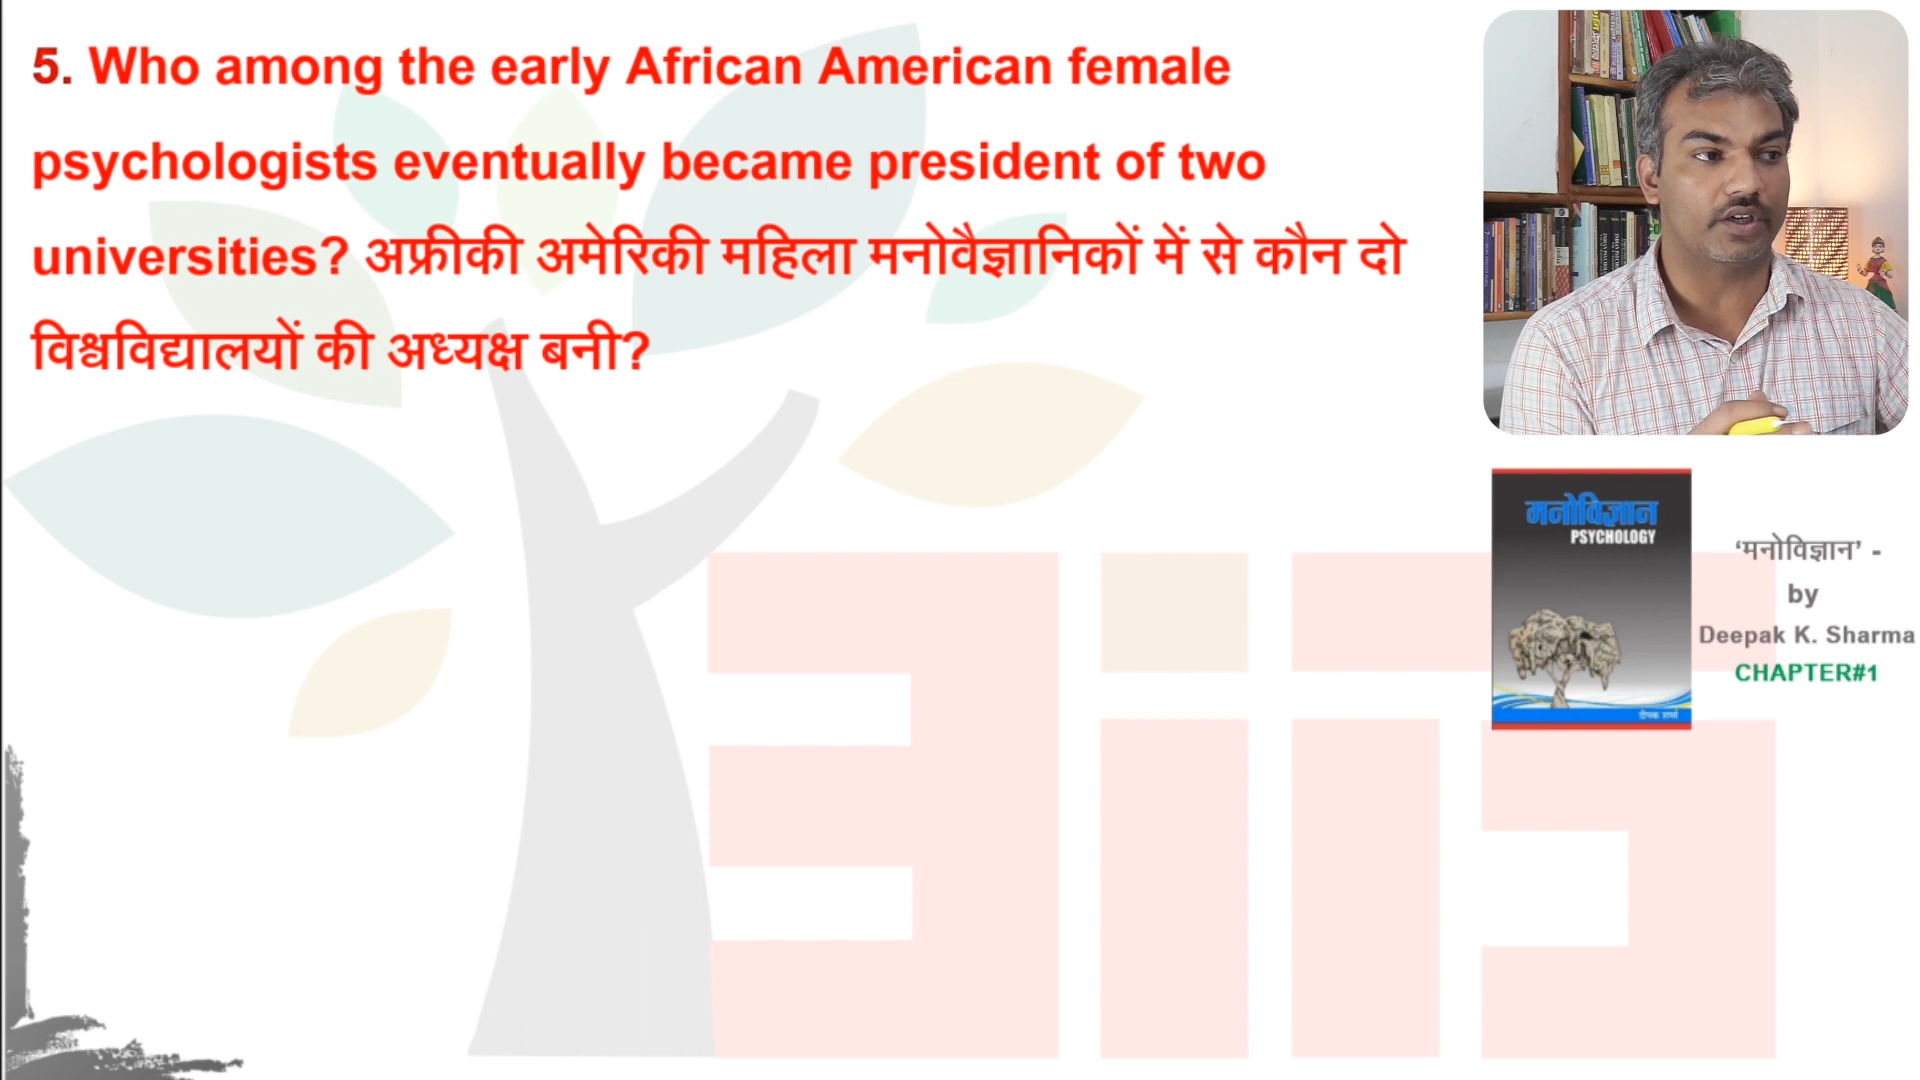 5. Who among the early African American female
psychologists eventually became president of two
universities? अफ्रीकी अमेरिकी महिला मनोवैज्ञानिकों में से कौन दो
विश्वविद्यालयों की अध्यक्ष बनी?
मनोविज्ञान
PSYCHOLOGY
‘मनोविज्ञान’ -
by
Deepak K. Sharma
CHAPTER#1